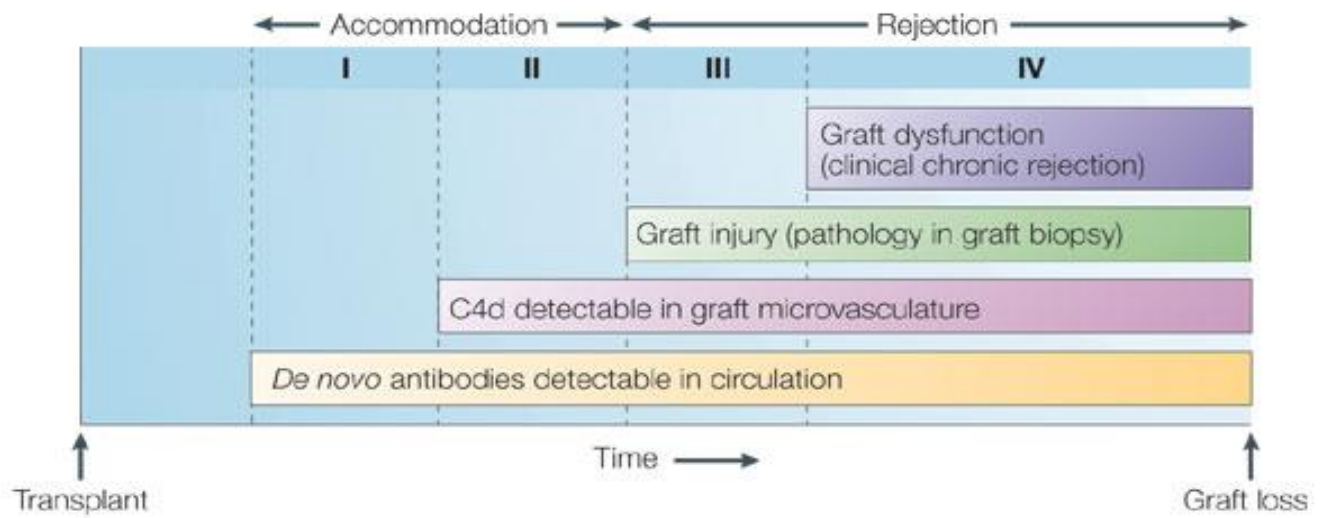 Accommodation
Rejection
I
II
III
IV
Graft dysfunction
(clinical chronic rejection)
Graft injury (pathology in graft biopsy)
C4d detectable in graft microvasculature
De novo antibodies detectable in circulation
Time
Transplant
Graft loss